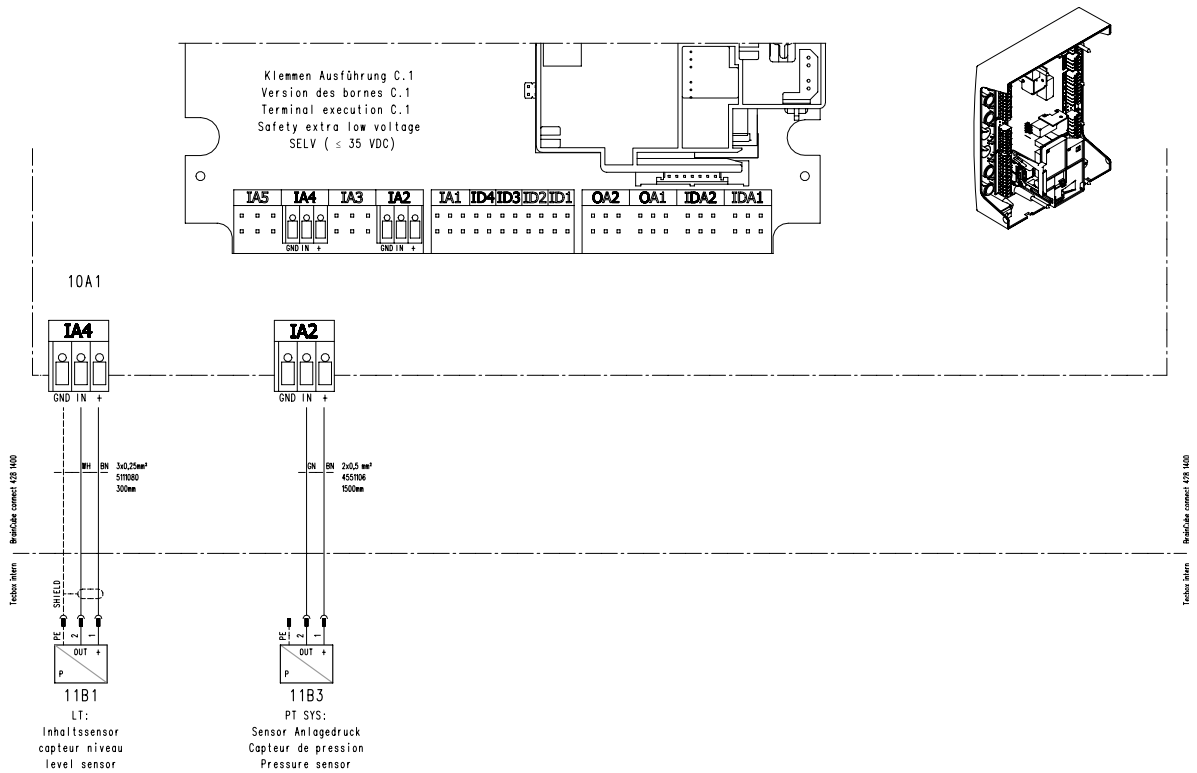 Klemmen Ausführung C.1
Version des bornes C.1
Terminal execution C.1
Safety extra low voltage
SELV ( ≤ 35 VDC)
IA5 IA4 IA3 IA2 IA1 ID4 ID3 ID2 ID1 OA2 OA1 IDA2 IDA1
GND IN + GND IN +
10A1
IA4 IA2
GND IN + GND IN +
WH BN 3x0,25mm²
5111080
300mm
GN BN 2x0,5 mm²
4551106
1500mm
BrainCube connect 428 1400
Tecbox intern
BrainCube connect 428 1400
Tecbox intern
SHIELD
PE 2 1
OUT +
P
PE 2 1
OUT +
P
11B1
LT:
Inhaltssensor
capteur niveau
level sensor
11B3
PT SYS:
Sensor Anlagedruck
Capteur de pression
Pressure sensor